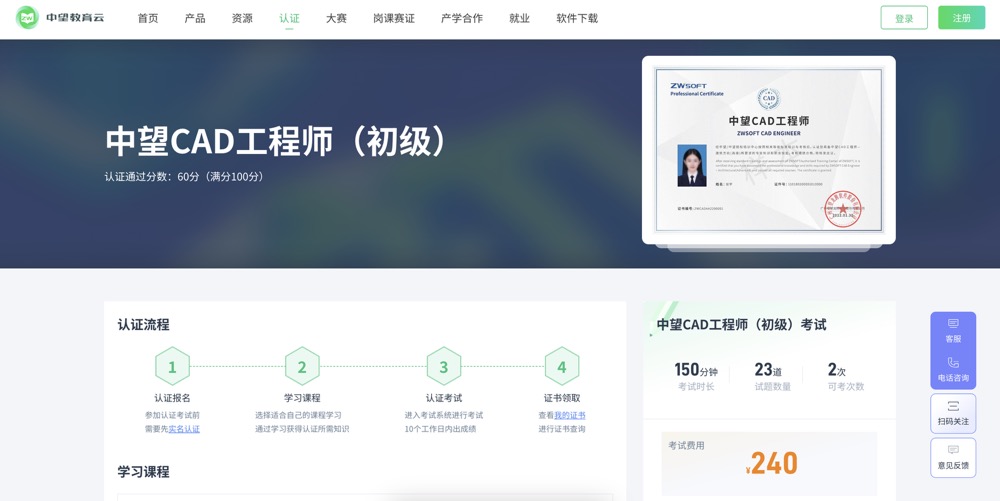 中望教育云
首页 产品 资源 认证 大赛 岗课赛证 产学合作 就业 软件下载
登录 注册
中望CAD工程师（初级）
认证通过分数：60分（满分100分）
ZWSOFT
Professional Certificate
CAD
中望CAD工程师
ZWSOFT CAD ENGINEER
认证流程
1 2 3 4
认证报名 学习课程 认证考试 证书领取
参加认证考试前 选择适合自己的课程学习 进入考试系统进行考试 查看我的证书
需要先实名认证 通过学习获得认证所需知识 10个工作日内出成绩 进行证书查询
学习课程
中望CAD工程师（初级）考试
150分钟 23道 2次
考试时长 试题数量 可考次数
考试费用
¥240
客服
电话咨询
扫码关注
意见反馈